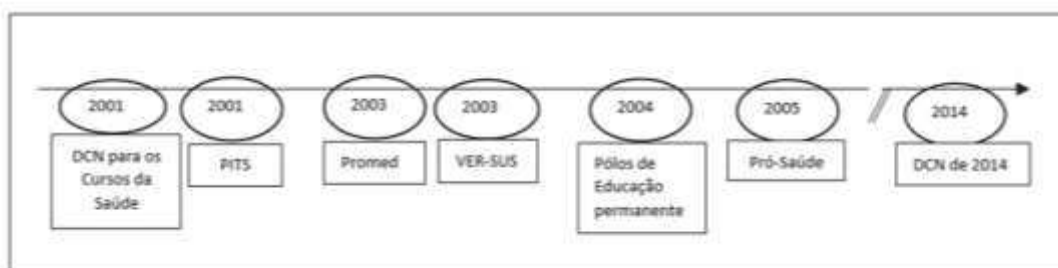 2001
2001
2003
2003
2004
2005
2014
DCN para os
Cursos da
Saúde
PITS
Promed
VER-SUS
Pólos de
Educação
permanente
Pró-Saúde
DCN de 2014